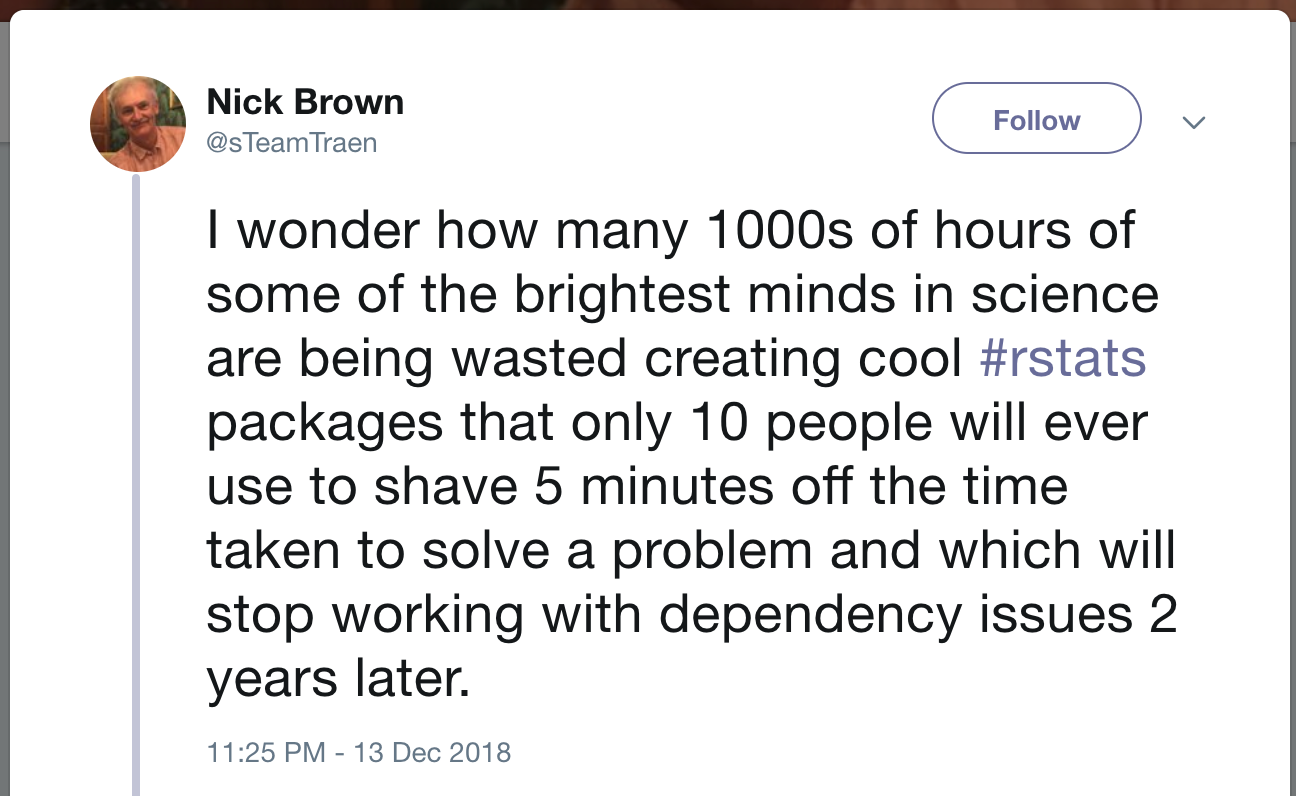 Nick Brown
@sTeamTraen
Follow
I wonder how many 1000s of hours of
some of the brightest minds in science
are being wasted creating cool #rstats
packages that only 10 people will ever
use to shave 5 minutes off the time
taken to solve a problem and which will
stop working with dependency issues 2
years later.
11:25 PM - 13 Dec 2018